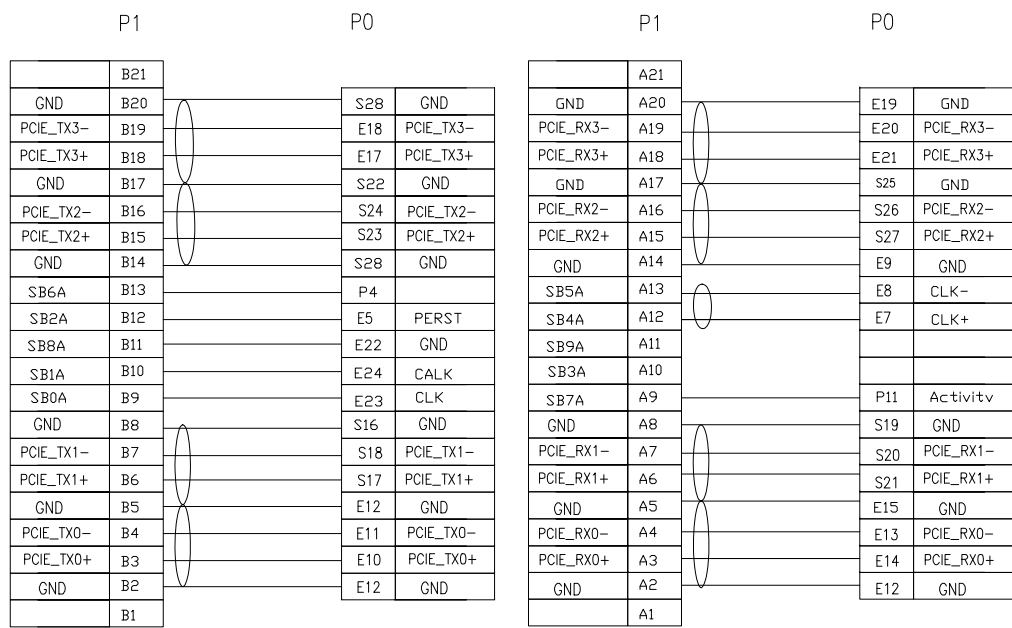 P1 P0 P1 P0
B21 A21
GND B20 S28 GND GND A20 E19 GND
PCIE_TX3- B19 E18 PCIE_TX3- PCIE_RX3- A19 E20 PCIE_RX3-
PCIE_TX3+ B18 E17 PCIE_TX3+ PCIE_RX3+ A18 E21 PCIE_RX3+
GND B17 S22 GND GND A17 S25 GND
PCIE_TX2- B16 S24 PCIE_TX2- PCIE_RX2- A16 S26 PCIE_RX2-
PCIE_TX2+ B15 S23 PCIE_TX2+ PCIE_RX2+ A15 S27 PCIE_RX2+
GND B14 S28 GND GND A14 E9 GND
SB6A B13 P4 SB5A A13 E8 CLK-
SB2A B12 E5 PERST SB4A A12 E7 CLK+
SB8A B11 E22 GND SB9A A11
SB1A B10 E24 CALK SB3A A10
SB0A B9 E23 CLK SB7A A9 P11 Activitv
GND B8 S16 GND GND A8 S19 GND
PCIE_TX1- B7 S18 PCIE_TX1- PCIE_RX1- A7 S20 PCIE_RX1-
PCIE_TX1+ B6 S17 PCIE_TX1+ PCIE_RX1+ A6 S21 PCIE_RX1+
GND B5 E12 GND GND A5 E15 GND
PCIE_TX0- B4 E11 PCIE_TX0- PCIE_RX0- A4 E13 PCIE_RX0-
PCIE_TX0+ B3 E10 PCIE_TX0+ PCIE_RX0+ A3 E14 PCIE_RX0+
GND B2 E12 GND GND A2 E12 GND
B1 A1